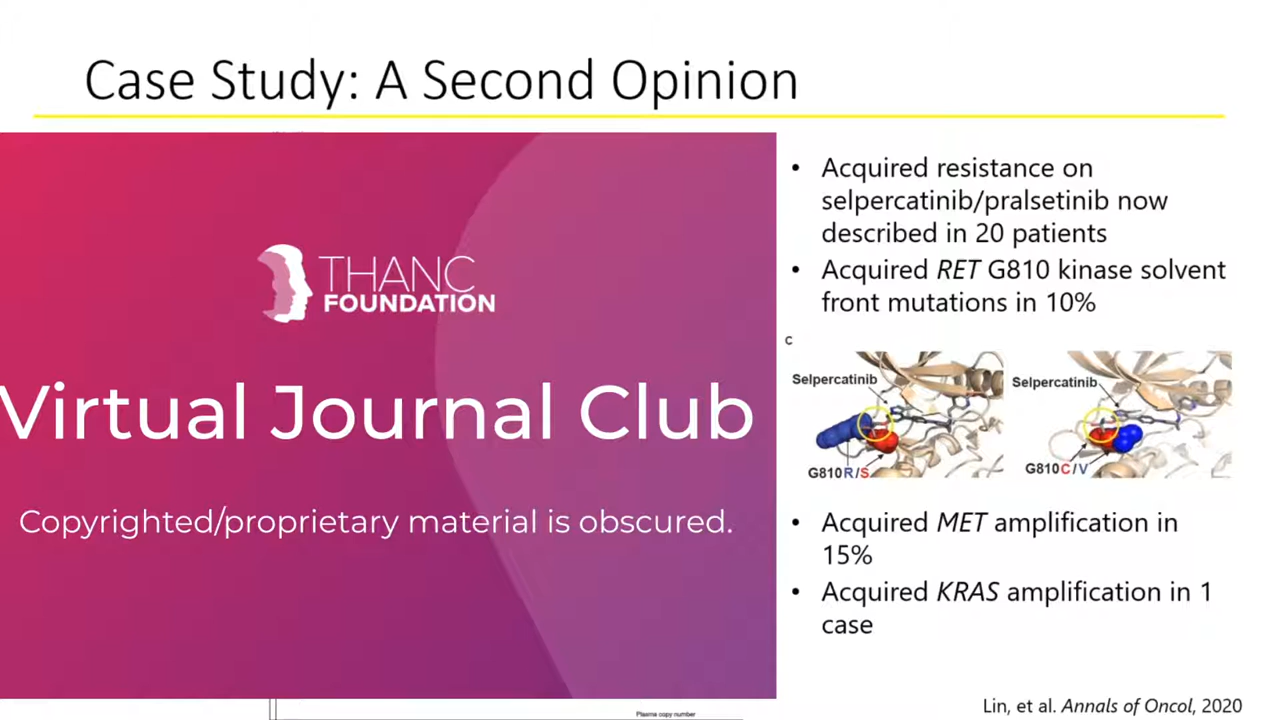 Case Study: A Second Opinion
THANC
FOUNDATION
Virtual Journal Club
Copyrighted/proprietary material is obscured.
• Acquired resistance on
selpercatinib/pralsetinib now
described in 20 patients
• Acquired RET G810 kinase solvent
front mutations in 10%
c
Selpercatinib
G810R/S
Selpercatinib
G810C/V
• Acquired MET amplification in
15%
• Acquired KRAS amplification in 1
case
Plasma copy number
Lin, et al. Annals of Oncol, 2020